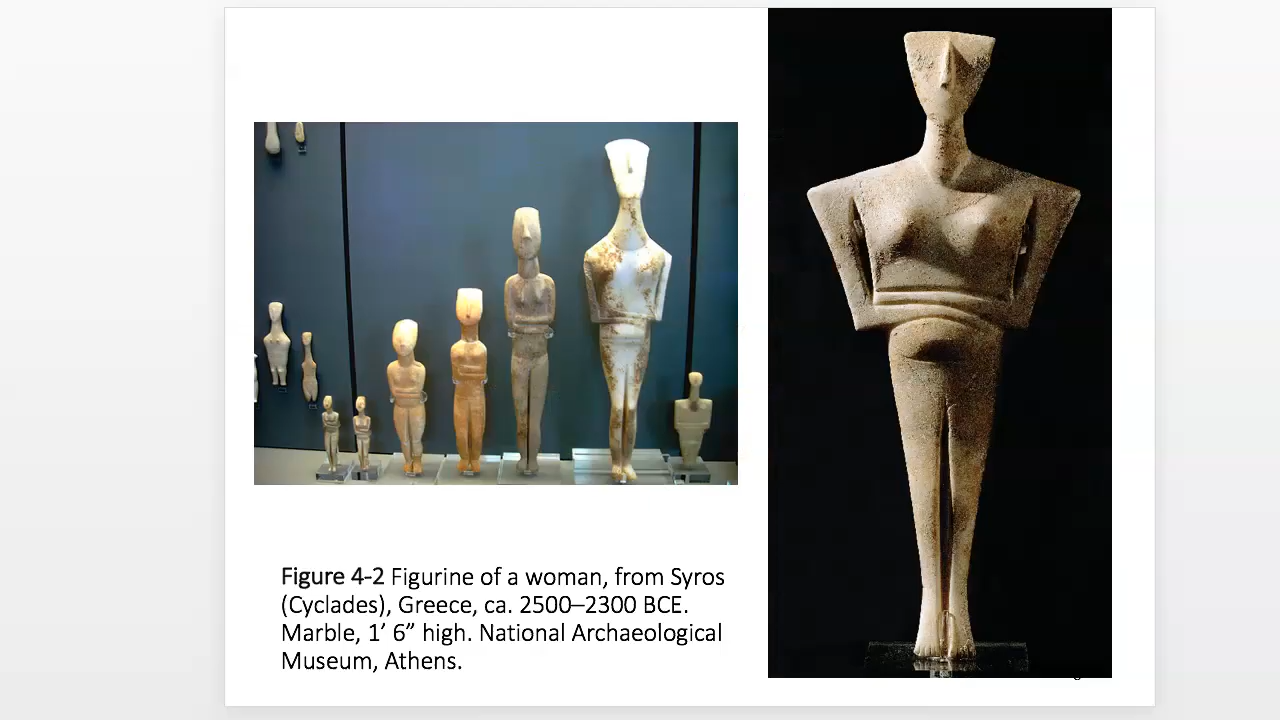 Figure 4-2 Figurine of a woman, from Syros
(Cyclades), Greece, ca. 2500–2300 BCE.
Marble, 1’ 6” high. National Archaeological
Museum, Athens.